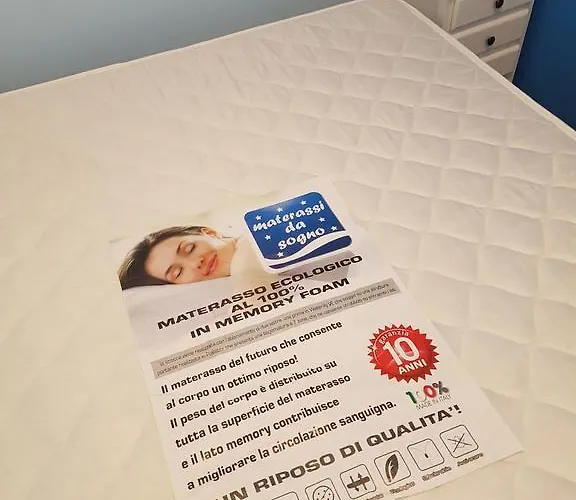 materassi
da
sogno
MATERASSO ECOLOGICO
AL 100%
IN MEMORY FOAM
Il materasso del futuro che consente
al corpo un ottimo riposo!
Il peso del corpo è distribuito su
tutta la superficie del materasso
e il lato memory contribuisce
a migliorare la circolazione sanguigna.
Garanzia
10
ANNI
100%
MADE IN ITALY
UN RIPOSO DI QUALITA'!